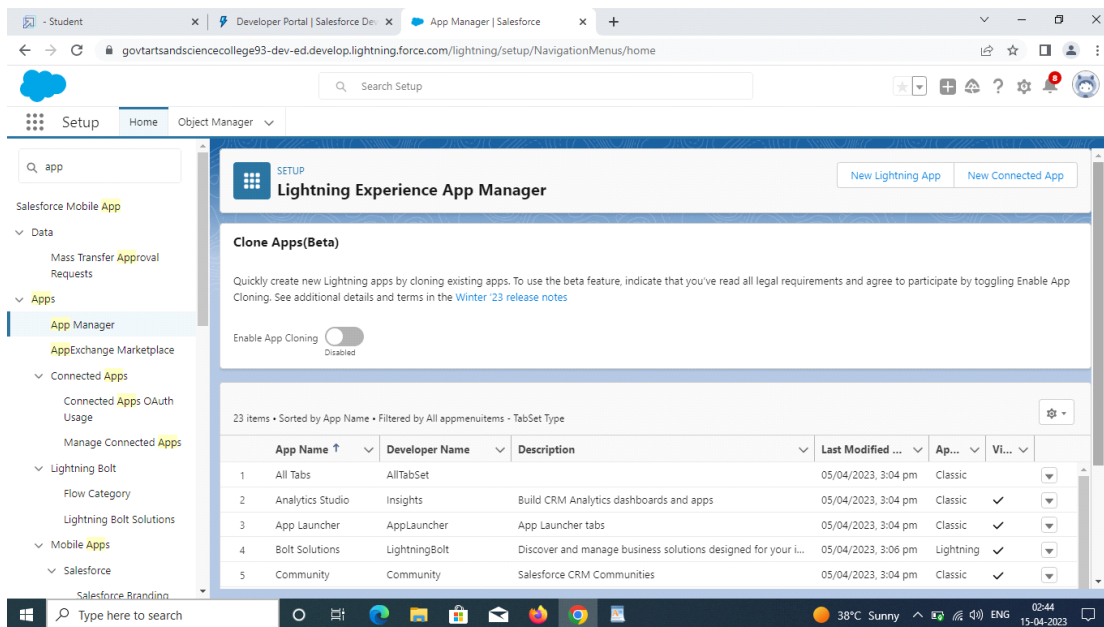 - Student
Developer Portal | Salesforce Dev
App Manager | Salesforce
govtartsandsciencecollege93-dev-ed.develop.lightning.force.com/lightning/setup/NavigationMenus/home
Search Setup
8
Setup
Home
Object Manager
app
Salesforce Mobile App
Data
Mass Transfer Approval
Requests
Apps
App Manager
AppExchange Marketplace
Connected Apps
Connected Apps OAuth
Usage
Manage Connected Apps
Lightning Bolt
Flow Category
Lightning Bolt Solutions
Mobile Apps
Salesforce
Salesforce Branding
SETUP
Lightning Experience App Manager
New Lightning App
New Connected App
Clone Apps(Beta)
Quickly create new Lightning apps by cloning existing apps. To use the beta feature, indicate that you've read all legal requirements and agree to participate by toggling Enable App
Cloning. See additional details and terms in the Winter '23 release notes
Enable App Cloning
Disabled
23 items • Sorted by App Name • Filtered by All appmenuitems - TabSet Type
App Name ↑ Developer Name Description Last Modified ... Ap... Vi...
1 All Tabs AllTabSet 05/04/2023, 3:04 pm Classic
2 Analytics Studio Insights Build CRM Analytics dashboards and apps 05/04/2023, 3:04 pm Classic ✓
3 App Launcher AppLauncher App Launcher tabs 05/04/2023, 3:04 pm Classic ✓
4 Bolt Solutions LightningBolt Discover and manage business solutions designed for your i... 05/04/2023, 3:06 pm Lightning ✓
5 Community Community Salesforce CRM Communities 05/04/2023, 3:04 pm Classic ✓
Type here to search
38°C Sunny
ENG
02:44
15-04-2023